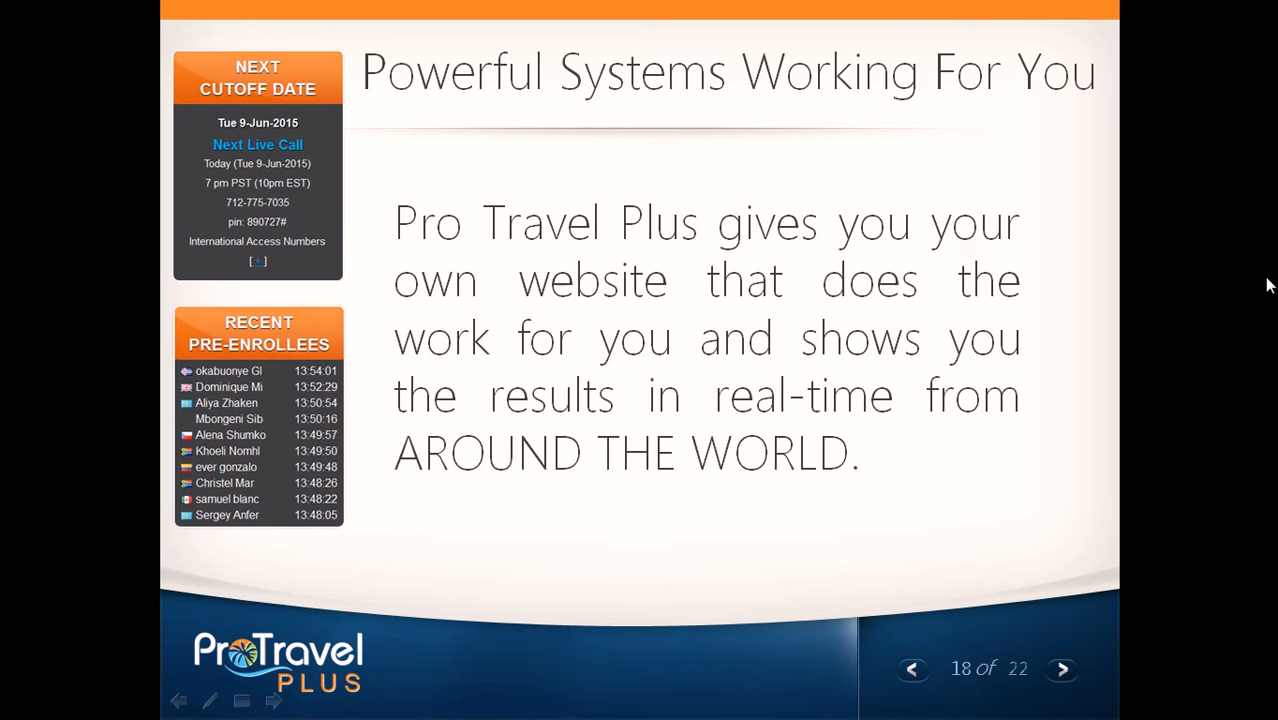 NEXT
CUTOFF DATE
Tue 9-Jun-2015
Next Live Call
Today (Tue 9-Jun-2015)
7 pm PST (10pm EST)
712-775-7035
pin: 890727#
International Access Numbers
RECENT
PRE-ENROLLEES
okabuonye Gl 13:54:01
Dominique Mi 13:52:29
Aliya Zhaken 13:50:54
Mbongeni Sib 13:50:16
Alena Shumko 13:49:57
Khoeli Nomhl 13:49:50
ever gonzalo 13:49:48
Christel Mar 13:48:26
samuel blanc 13:48:22
Sergey Anfer 13:48:05
Powerful Systems Working For You
Pro Travel Plus gives you your
own website that does the
work for you and shows you
the results in real-time from
AROUND THE WORLD.
ProTravel
PLUS
18 of 22